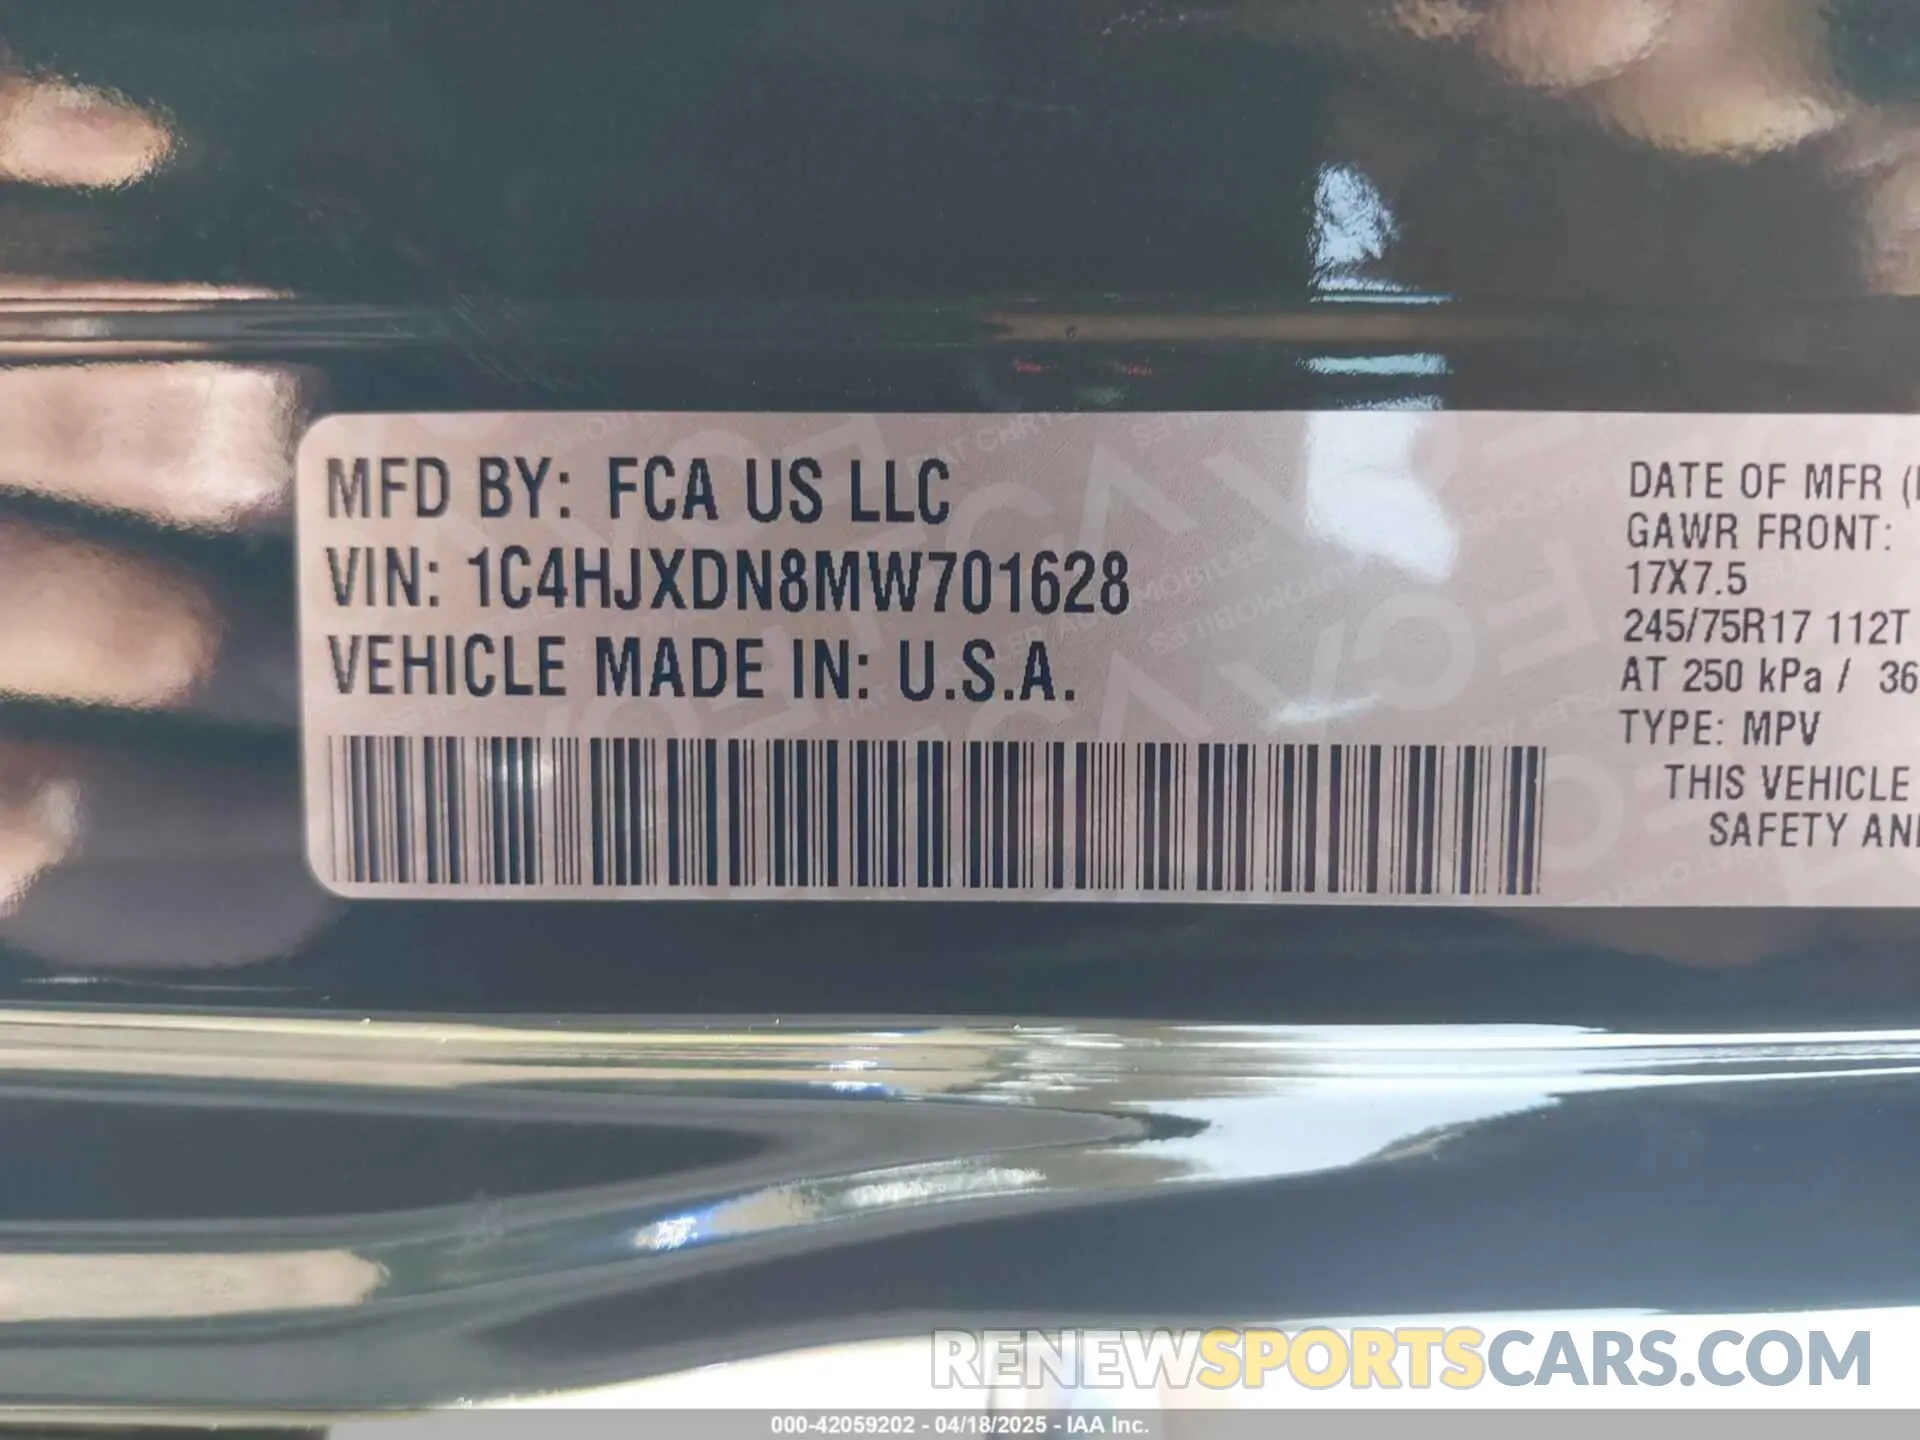 MFD BY: FCA US LLC
VIN: 1C4HJXDN8MW701628
VEHICLE MADE IN: U.S.A.
DATE OF MFR (
GAWR FRONT:
17X7.5
245/75R17 112T
AT 250 kPa / 36
TYPE: MPV
THIS VEHICLE
SAFETY AN
RENEWSPORTSCARS.COM
000-42059202 - 04/18/2025 - IAA Inc.